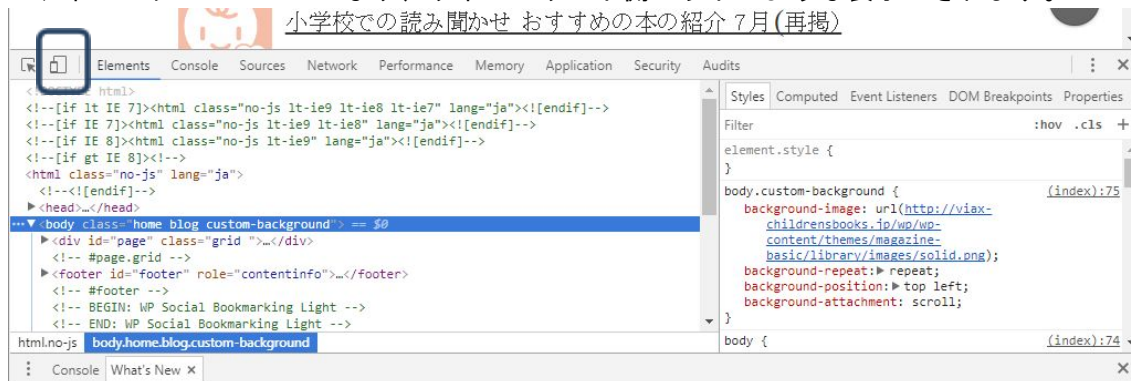 小学校での読み聞かせ おすすめの本の紹介 7月(再掲)
Elements Console Sources Network Performance Memory Application Security Audits
html>
<!--[if lt IE 7]><html class="no-js lt-ie9 lt-ie8 lt-ie7" lang="ja"><![endif]-->
<!--[if IE 7]><html class="no-js lt-ie9 lt-ie8" lang="ja"><![endif]-->
<!--[if IE 8]><html class="no-js lt-ie9" lang="ja"><![endif]-->
<!--[if gt IE 8]><!-->
<html class="no-js" lang="ja">
<!--<![endif]-->
▶<head>…</head>
…▼<body class="home blog custom-background"> == $0
▶<div id="page" class="grid ">…</div>
<!-- #page.grid -->
▶<footer id="footer" role="contentinfo">…</footer>
<!-- #footer -->
<!-- BEGIN: WP Social Bookmarking Light -->
<!-- END: WP Social Bookmarking Light -->
html.no-js body.home.blog.custom-background
Styles Computed Event Listeners DOM Breakpoints Properties
Filter :hov .cls +
element.style {
}
body.custom-background { (index):75
background-image: url(http://viax-
childrensbooks.jp/wp/wp-
content/themes/magazine-
basic/library/images/solid.png);
background-repeat:▶ repeat;
background-position:▶ top left;
background-attachment: scroll;
}
body { (index):74
Console What's New ×